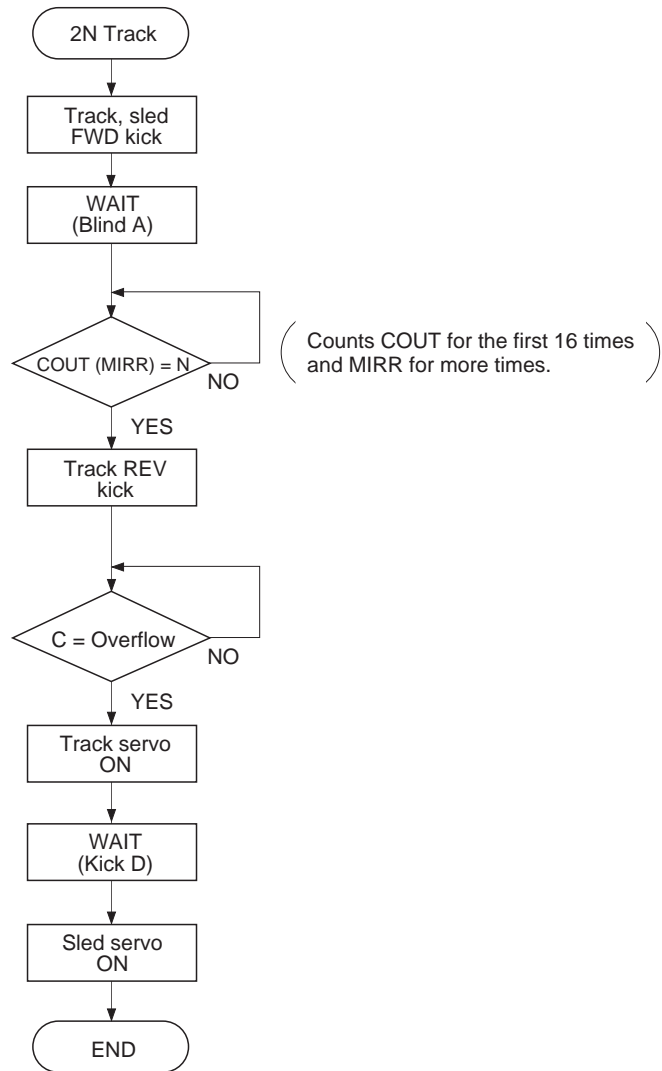 2N Track
Track, sled
FWD kick
WAIT
(Blind A)
COUT (MIRR) = N
NO
( Counts COUT for the first 16 times
and MIRR for more times. )
YES
Track REV
kick
C = Overflow
NO
YES
Track servo
ON
WAIT
(Kick D)
Sled servo
ON
END